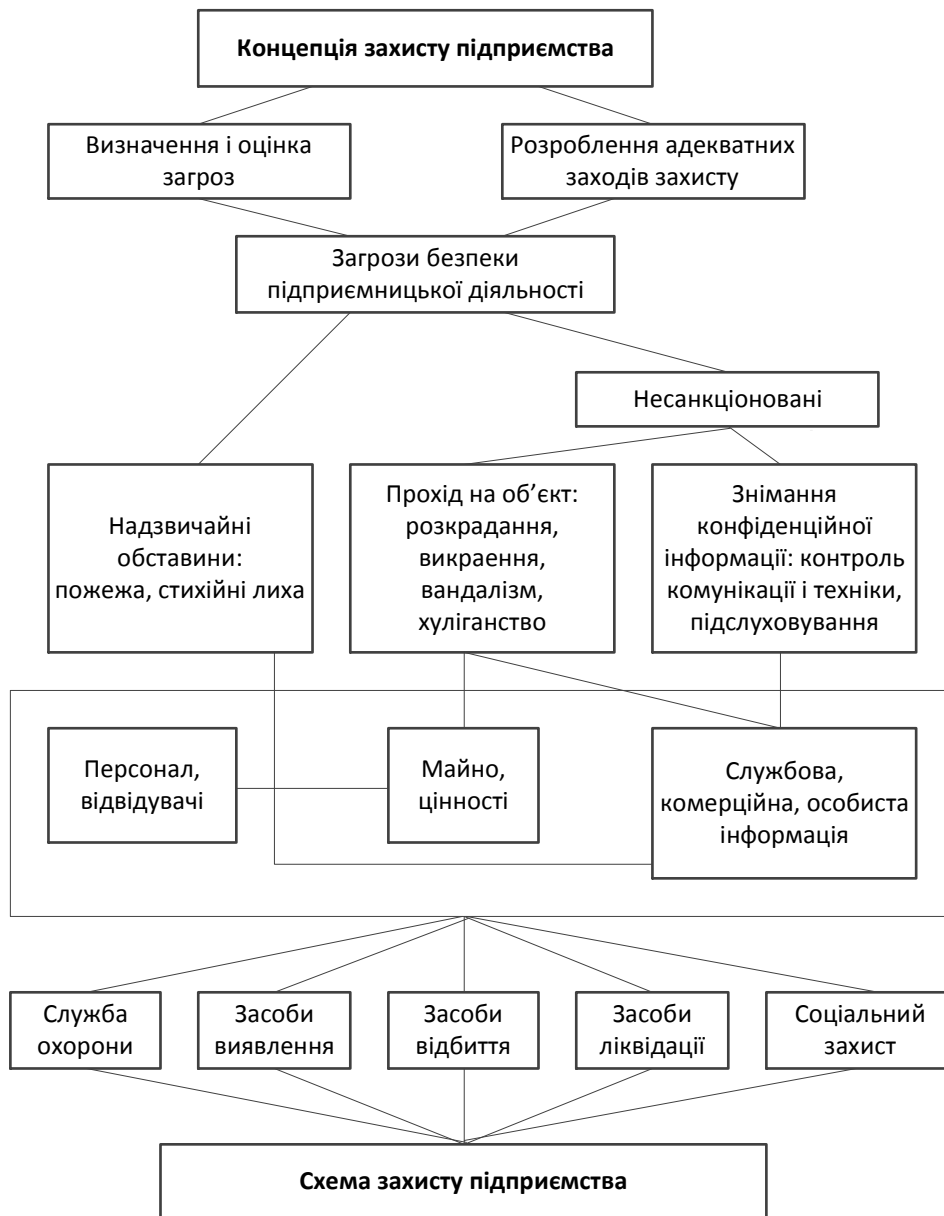 Концепція захисту підприємства
Визначення і оцінка
загроз
Розроблення адекватних
заходів захисту
Загрози безпеки
підприємницької діяльності
Несанкціоновані
Надзвичайні
обставини:
пожежа, стихійні лиха
Прохід на об’єкт:
розкрадання,
викраення,
вандалізм,
хуліганство
Знімання
конфіденційної
інформації: контроль
комунікації і техніки,
підслуховування
Персонал,
відвідувачі
Майно,
цінності
Службова,
комерційна, особиста
інформація
Служба
охорони
Засоби
виявлення
Засоби
відбиття
Засоби
ліквідації
Соціальний
захист
Схема захисту підприємства